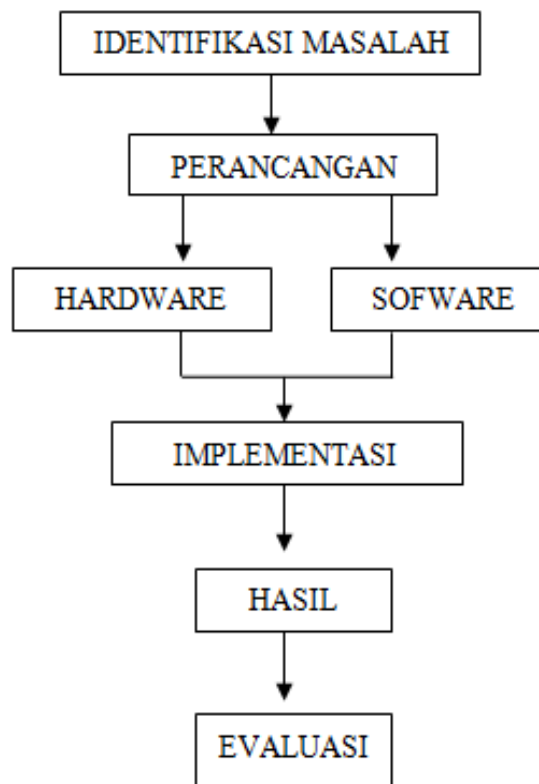 IDENTIFIKASI MASALAH
PERANCANGAN
HARDWARE
SOFWARE
IMPLEMENTASI
HASIL
EVALUASI